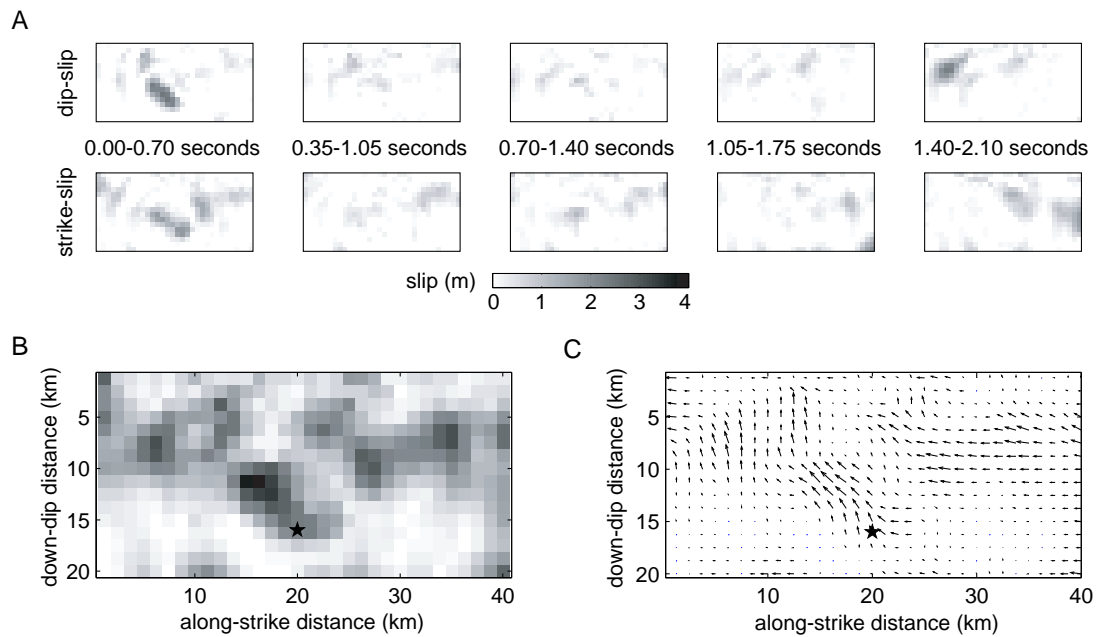 A
dip-slip
0.00-0.70 seconds 0.35-1.05 seconds 0.70-1.40 seconds 1.05-1.75 seconds 1.40-2.10 seconds
strike-slip
slip (m)
0 1 2 3 4
B
down-dip distance (km)
5
10
15
20
10 20 30 40
along-strike distance (km)
C
down-dip distance (km)
5
10
15
20
10 20 30 40
along-strike distance (km)